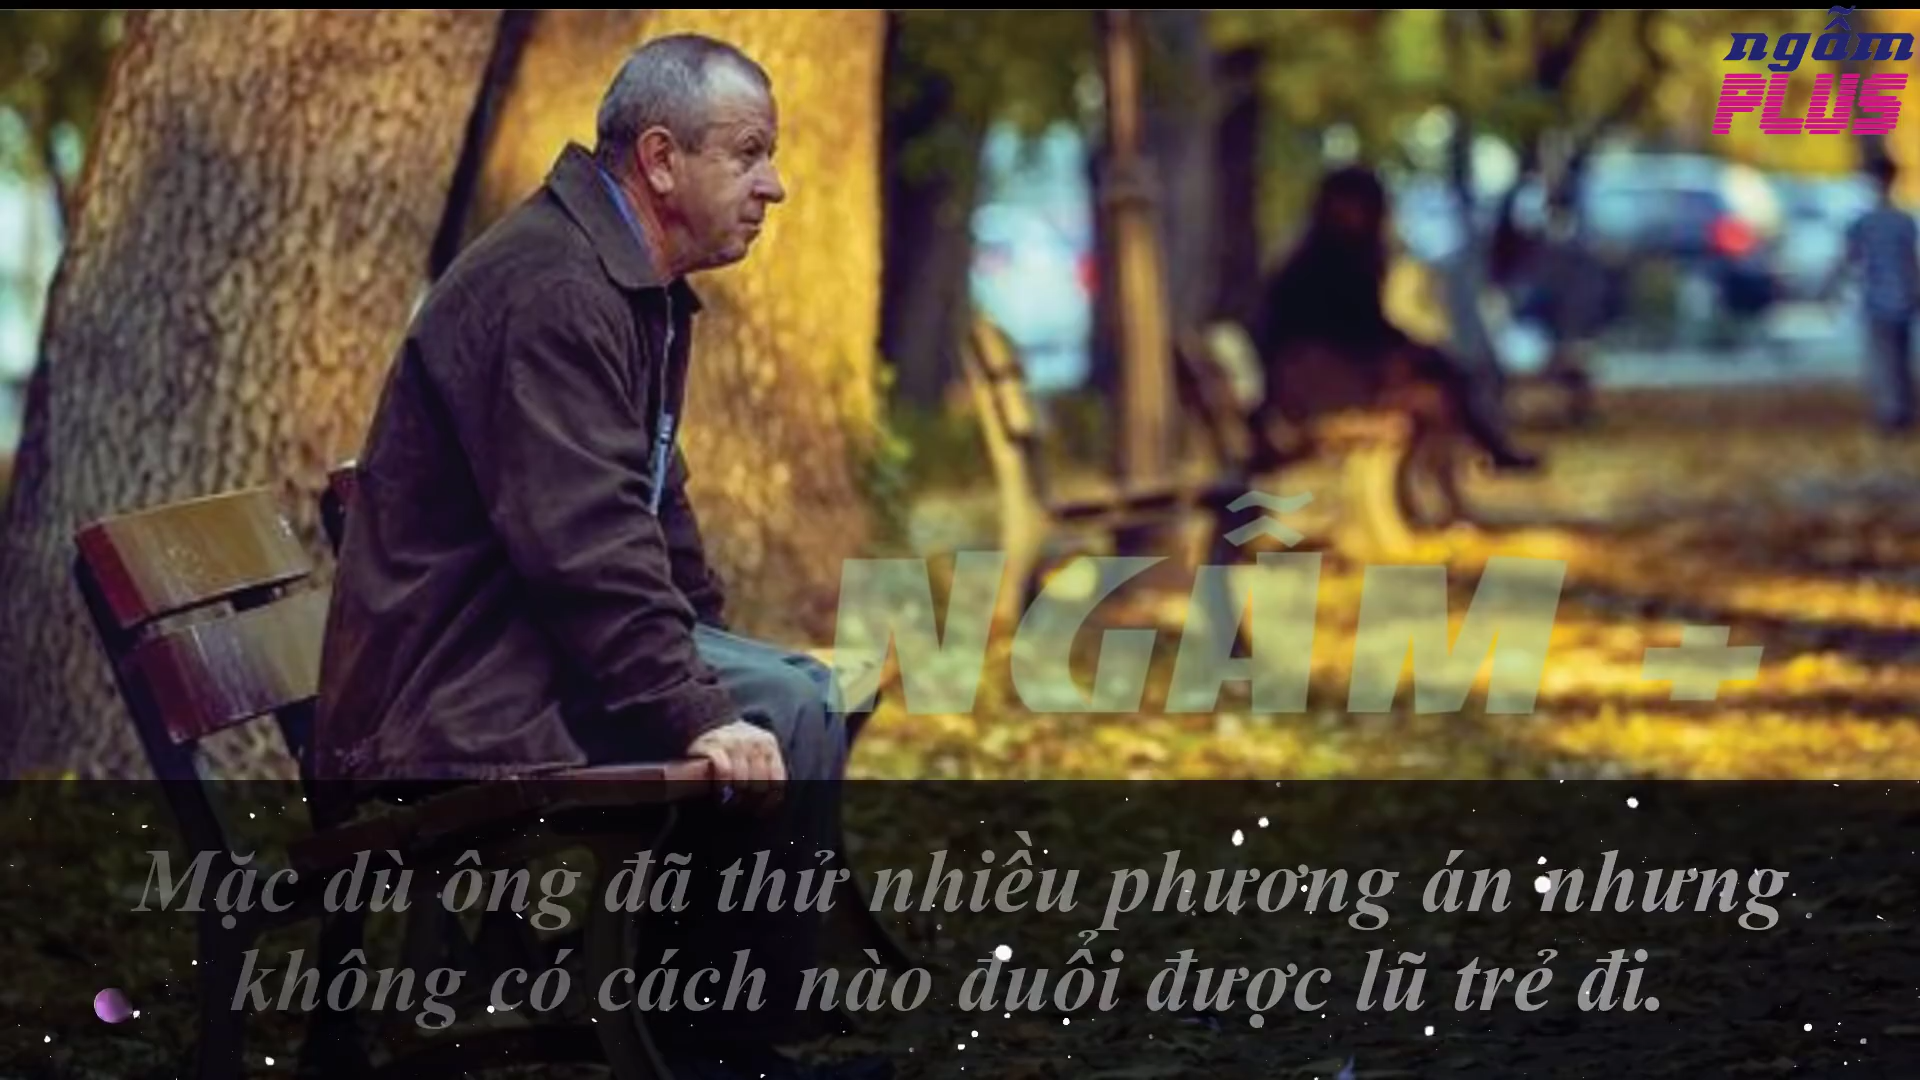 ngẫm
PLUS
NGẪM +
Mặc dù ông đã thử nhiều phương án nhưng
không có cách nào đuổi được lũ trẻ đi.